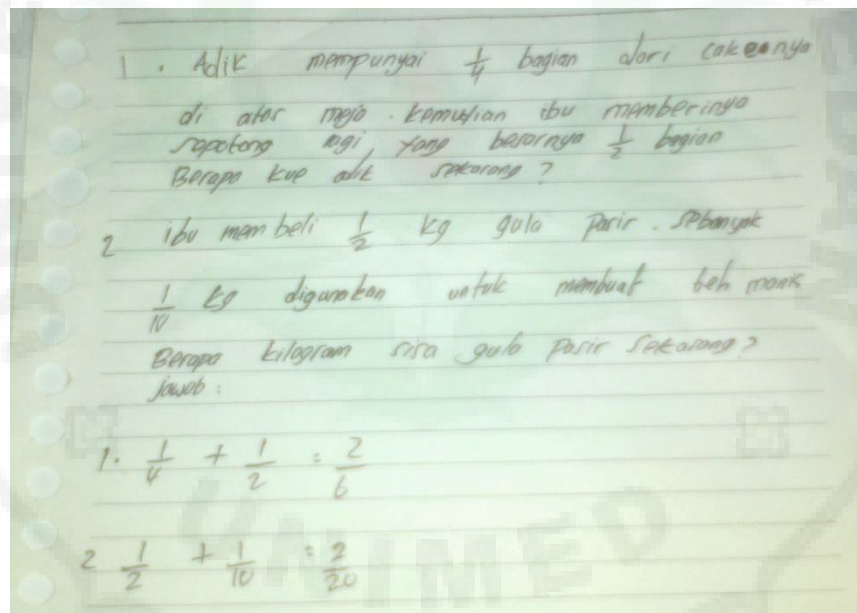 1. Adik mempunyai 1/4 bagian dari cakenya
di atas meja. kemudian ibu memberinya
sepotong lagi, yang besarnya 1/2 bagian
Berapa kue adik sekarang?
2 ibu membeli 1/2 kg gula pasir. sebanyak
1/10 kg digunakan untuk membuat teh manis
Berapa kilogram sisa gula pasir sekarang?
jawab:
1. 1/4 + 1/2 = 2/6
2 1/2 + 1/10 = 2/20
UNIMED